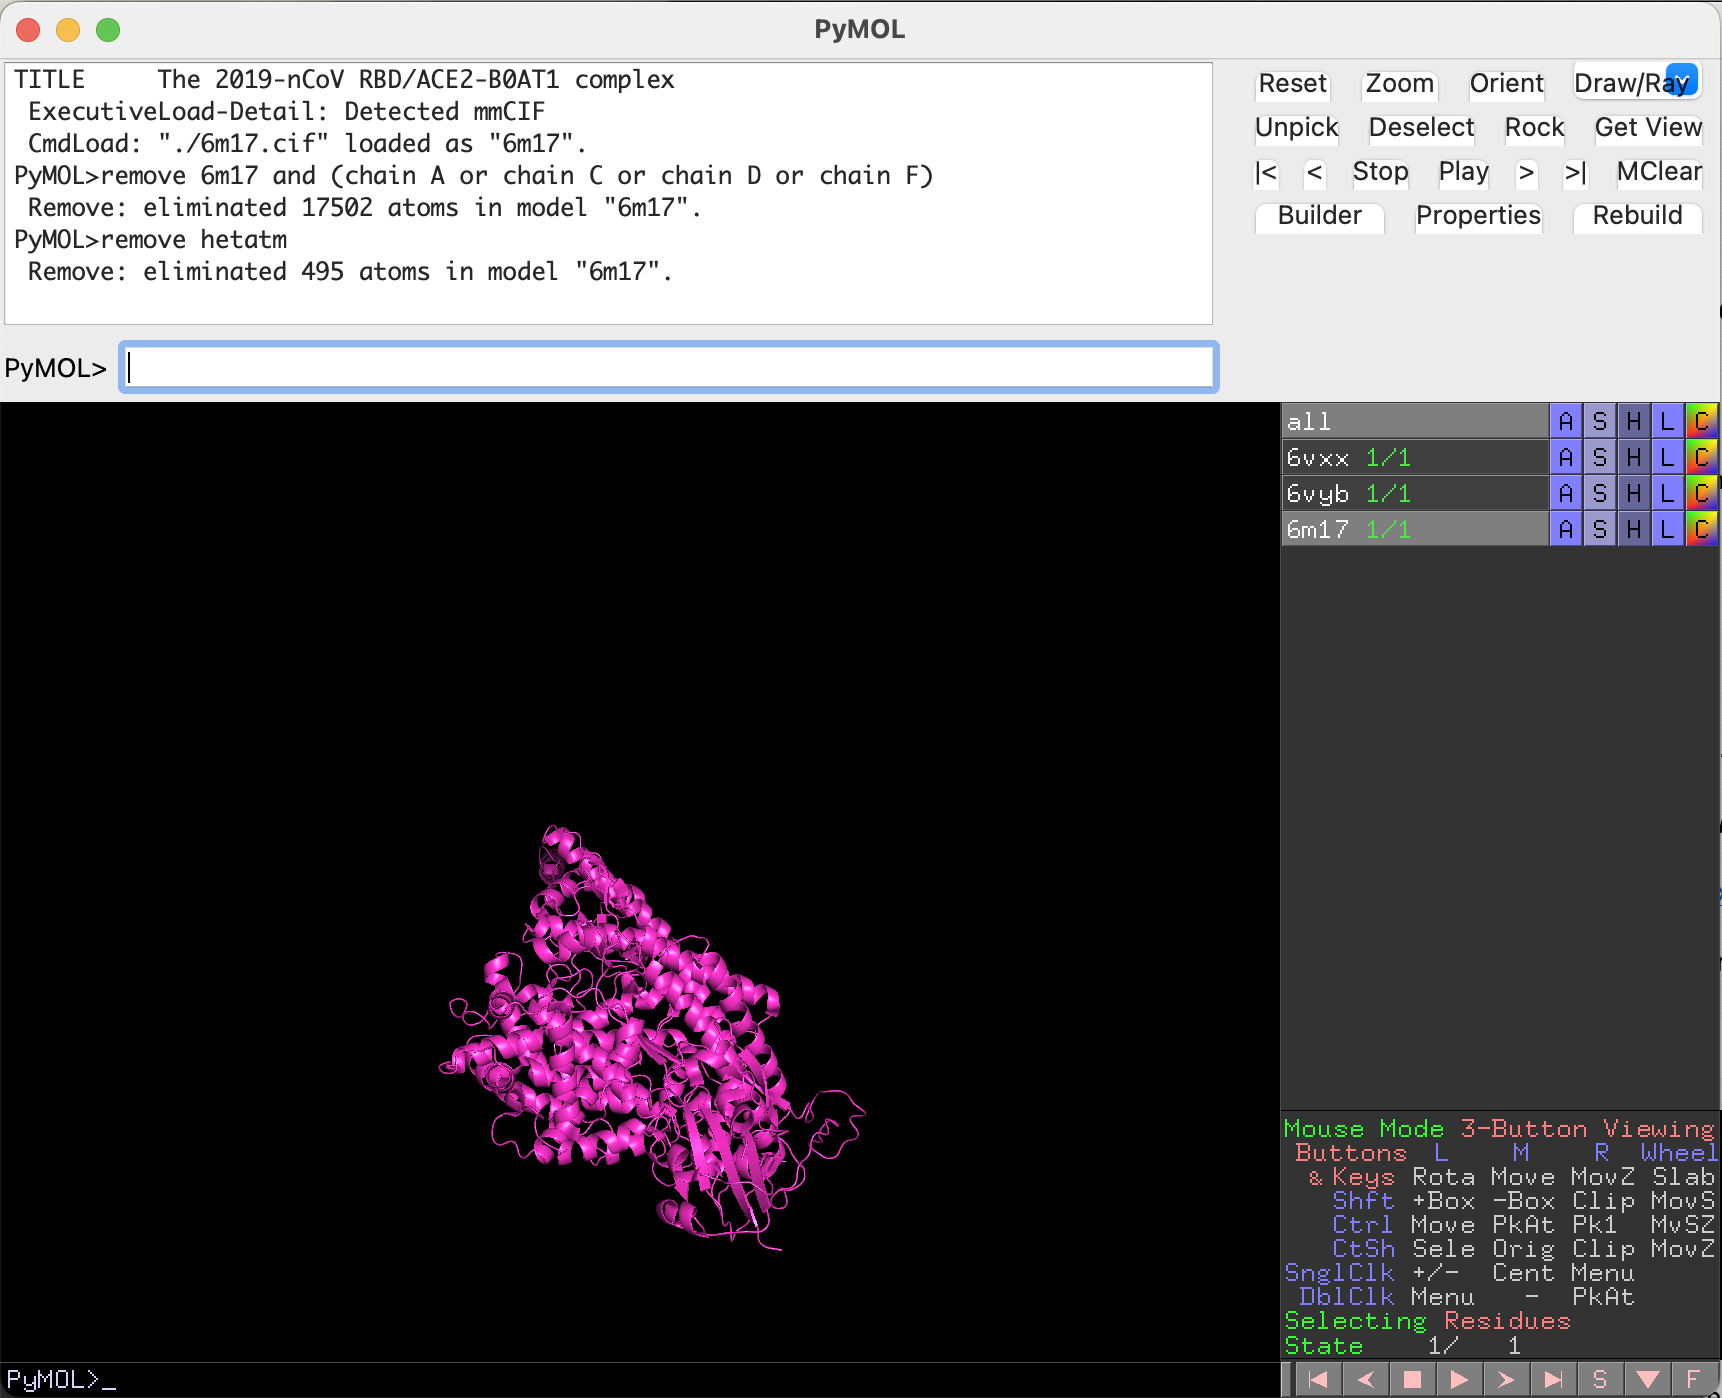 PyMOL
TITLE     The 2019-nCoV RBD/ACE2-B0AT1 complex
ExecutiveLoad-Detail: Detected mmCIF
CmdLoad: "./6m17.cif" loaded as "6m17".
PyMOL>remove 6m17 and (chain A or chain C or chain D or chain F)
Remove: eliminated 17502 atoms in model "6m17".
PyMOL>remove hetatm
Remove: eliminated 495 atoms in model "6m17".
PyMOL>
Reset Zoom Orient Draw/Ray
Unpick Deselect Rock Get View
|< < Stop Play > >| MClear
Builder Properties Rebuild
all A S H L C
6vxx 1/1 A S H L C
6vyb 1/1 A S H L C
6m17 1/1 A S H L C
Mouse Mode 3-Button Viewing
Buttons L M R Wheel
& Keys Rota Move MovZ Slab
Shft +Box -Box Clip MovS
Ctrl Move PkAt Pk1 MvSZ
CtSh Sele Orig Clip MovZ
SnglClk +/- Cent Menu
DblClk Menu - PkAt
Selecting Residues
State 1/ 1
PyMOL>_
S F